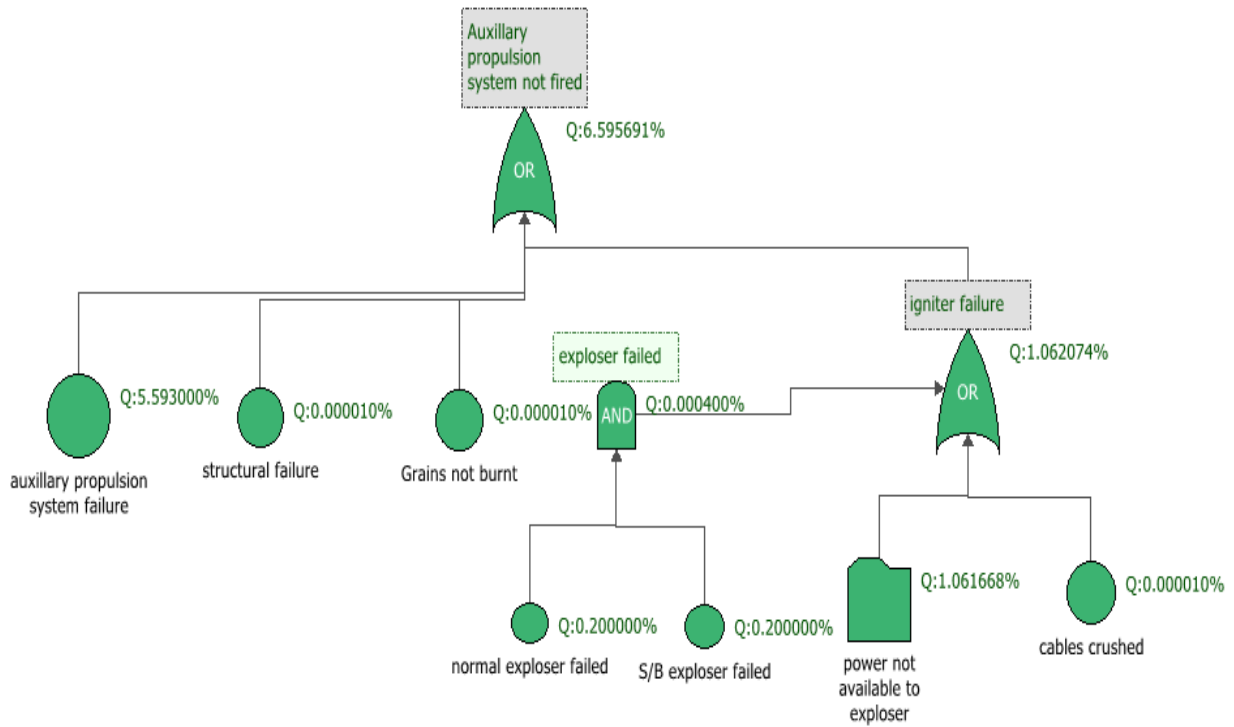 Auxillary
propulsion
system not fired
Q:6.595691%
OR
igniter failure
Q:1.062074%
OR
exploser failed
Q:0.000400%
AND
Q:5.593000%
auxillary propulsion
system failure
Q:0.000010%
structural failure
Q:0.000010%
Grains not burnt
Q:0.200000%
normal exploser failed
Q:0.200000%
S/B exploser failed
Q:1.061668%
power not
available to
exploser
Q:0.000010%
cables crushed